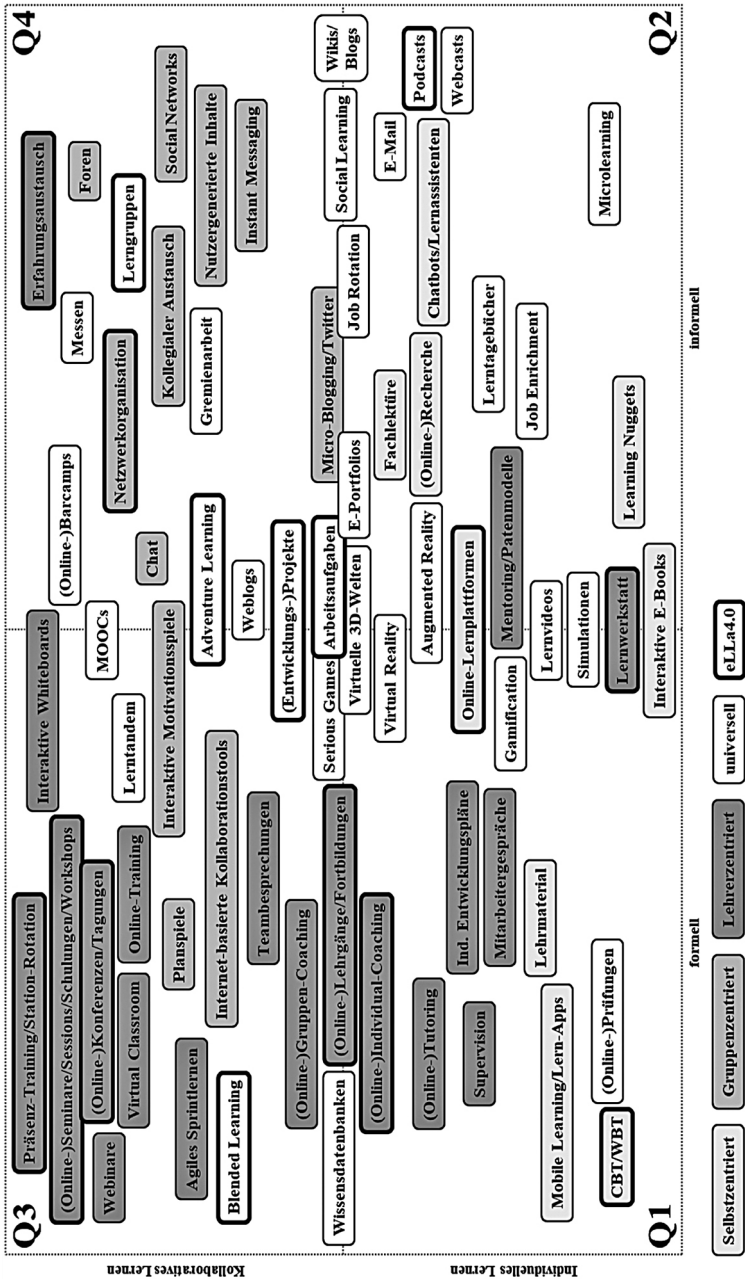 Q3
Q4
Präsenz-Training/Station-Rotation
Erfahrungsaustausch
Interaktive Whiteboards
(Online-)Seminare/Sessions/Schulungen/Workshops
(Online-)Barcamps
Messen
Foren
Webinare
(Online-)Konferenzen/Tagungen
MOOCs
Netzwerkorganisation
Lerngruppen
Virtual Classroom
Online-Training
Lerntandem
Chat
Planspiele
Interaktive Motivationsspiele
Kollegialer Austausch
Social Networks
Agiles Sprintlernen
Adventure Learning
Gremienarbeit
Nutzergenerierte Inhalte
Internet-basierte Kollaborationstools
Blended Learning
Weblogs
Instant Messaging
Teambesprechungen
(Entwicklungs-)Projekte
(Online-)Gruppen-Coaching
Serious Games
Arbeitsaufgaben
Micro-Blogging/Twitter
Social Learning
Wikis/
Blogs
Wissensdatenbanken
(Online-)Lehrgänge/Fortbildungen
Virtuelle 3D-Welten
E-Portfolios
Job Rotation
(Online-)Individual-Coaching
Virtual Reality
Fachlektüre
E-Mail
Podcasts
(Online-)Tutoring
Augmented Reality
(Online-)Recherche
Chatbots/Lernassistenten
Webcasts
Ind. Entwicklungspläne
Online-Lernplattformen
Supervision
Mitarbeitergespräche
Gamification
Mentoring/Patenmodelle
Lerntagebücher
Lehrmaterial
Lernvideos
Job Enrichment
Mobile Learning/Lern-Apps
Simulationen
(Online-)Prüfungen
Microlearning
CBT/WBT
Lernwerkstatt
Learning Nuggets
Interaktive E-Books
Q1
Q2
Kollaboratives Lernen
Individuelles Lernen
formell
informell
Selbstzentriert
Gruppenzentriert
Lehrerzentriert
universell
eLLa4.0